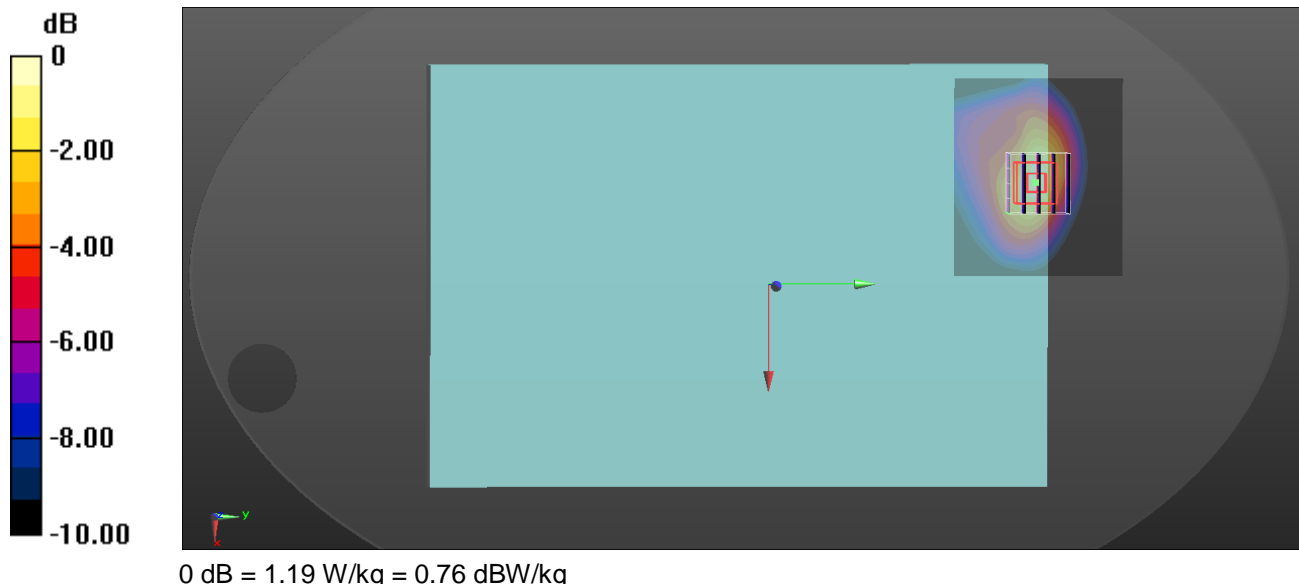 dB
0
-2.00
-4.00
-6.00
-8.00
-10.00
y
x
0 dB = 1.19 W/kg = 0.76 dBW/kg